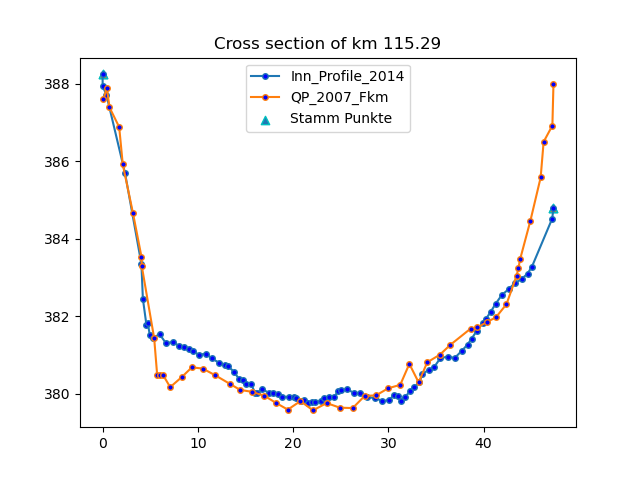 Cross section of km 115.29
Inn_Profile_2014
QP_2007_Fkm
Stamm Punkte
388
386
384
382
380
0 10 20 30 40